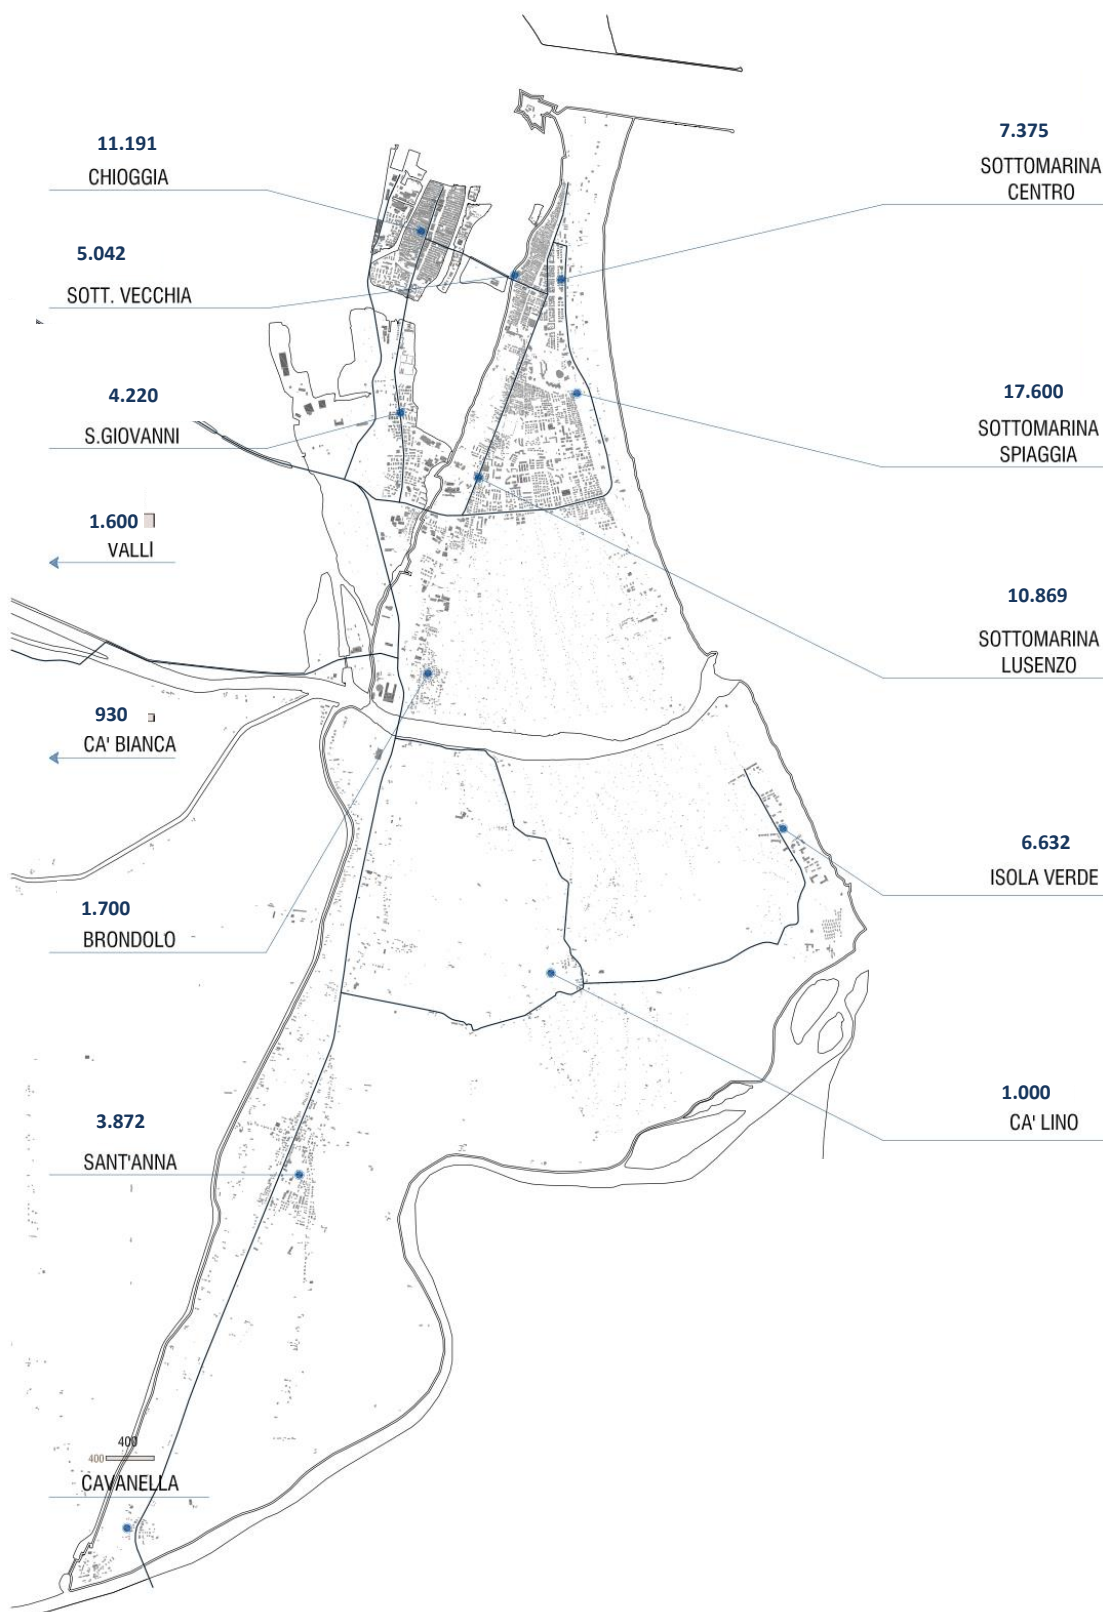 11.191
CHIOGGIA
7.375
SOTTOMARINA
CENTRO
5.042
SOTT. VECCHIA
4.220
S.GIOVANNI
17.600
SOTTOMARINA
SPIAGGIA
1.600
VALLI
10.869
SOTTOMARINA
LUSENZO
930
CA' BIANCA
6.632
ISOLA VERDE
1.700
BRONDOLO
1.000
CA' LINO
3.872
SANT'ANNA
400
400
CAVANELLA